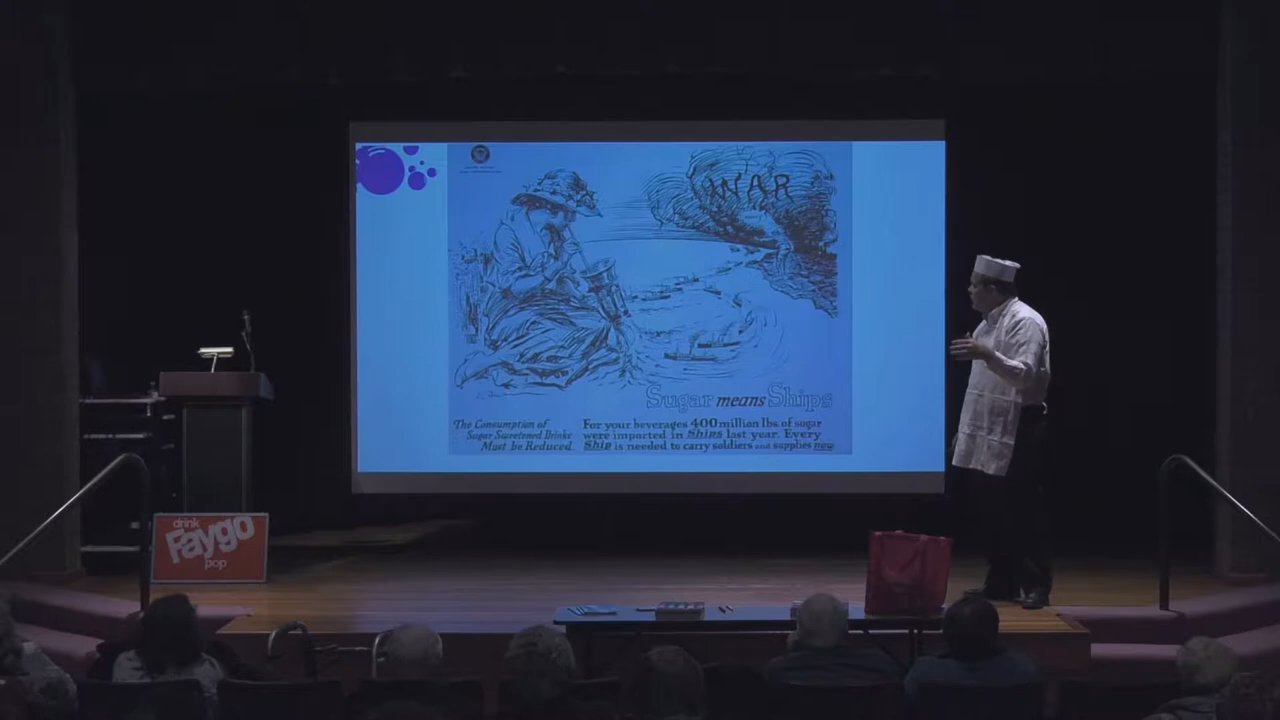 WAR
Sugar means Ships
The Consumption of
Sugar Sweetened Drinks
Must be Reduced.
For your beverages 400 million lbs. of sugar
were imported in Ships last year. Every
Ship is needed to carry soldiers and supplies now
drink
Faygo
pop